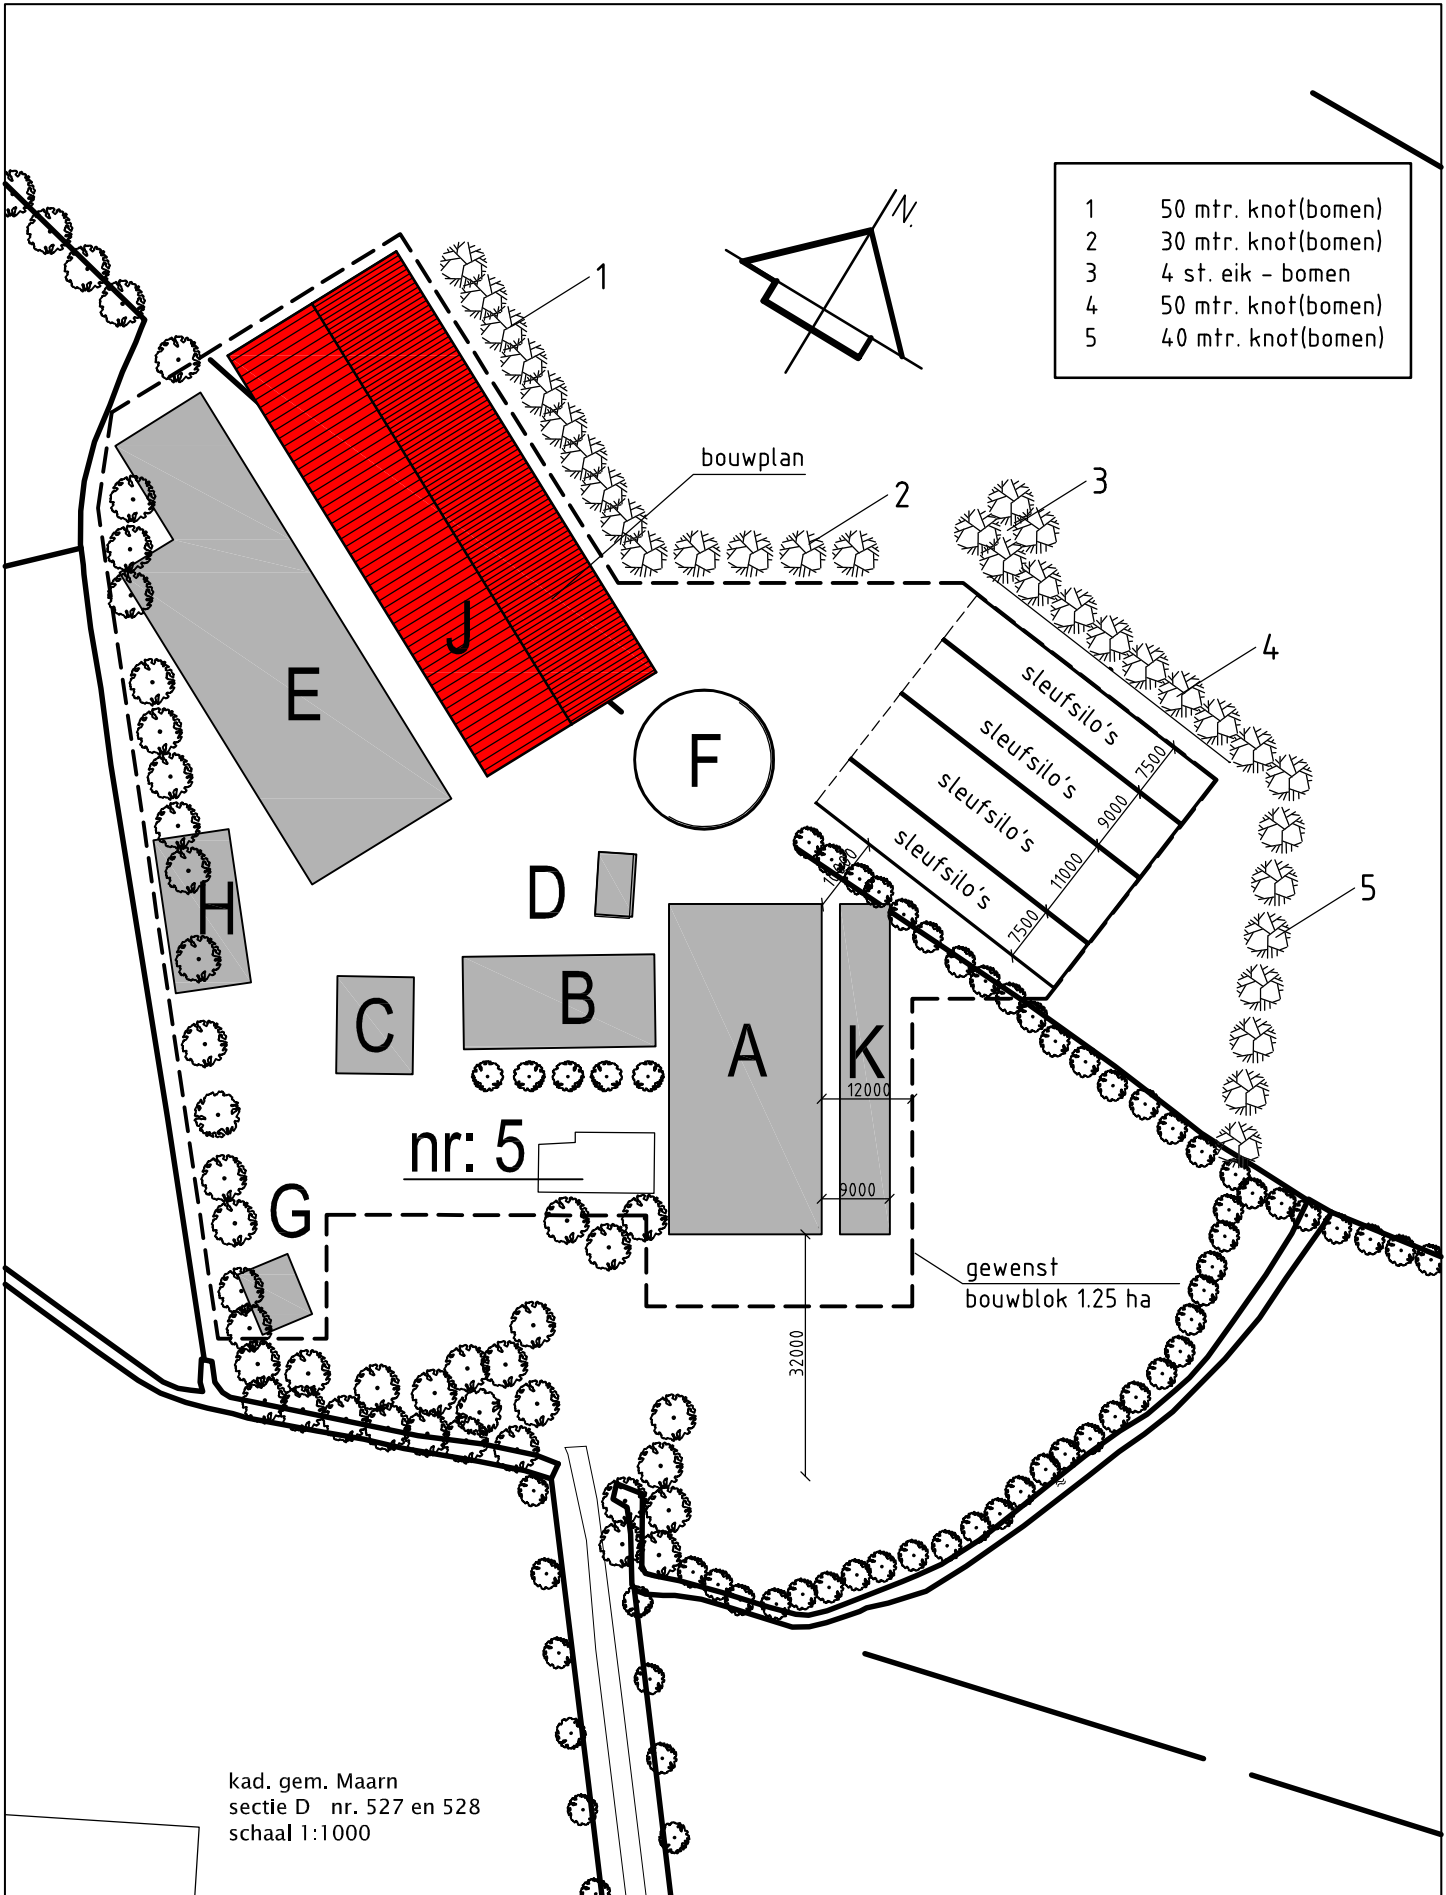 N.
1 50 mtr. knot(bomen)
2 30 mtr. knot(bomen)
3 4 st. eik - bomen
4 50 mtr. knot(bomen)
5 40 mtr. knot(bomen)
1
bouwplan
2
3
J
4
E
sleufsilo's
sleufsilo's
sleufsilo's
sleufsilo's
7500
9000
11000
7500
F
5
D
H
B
C
A
K
12000
nr: 5
9000
G
gewenst
bouwblok 1.25 ha
32000
kad. gem. Maarn
sectie D nr. 527 en 528
schaal 1:1000